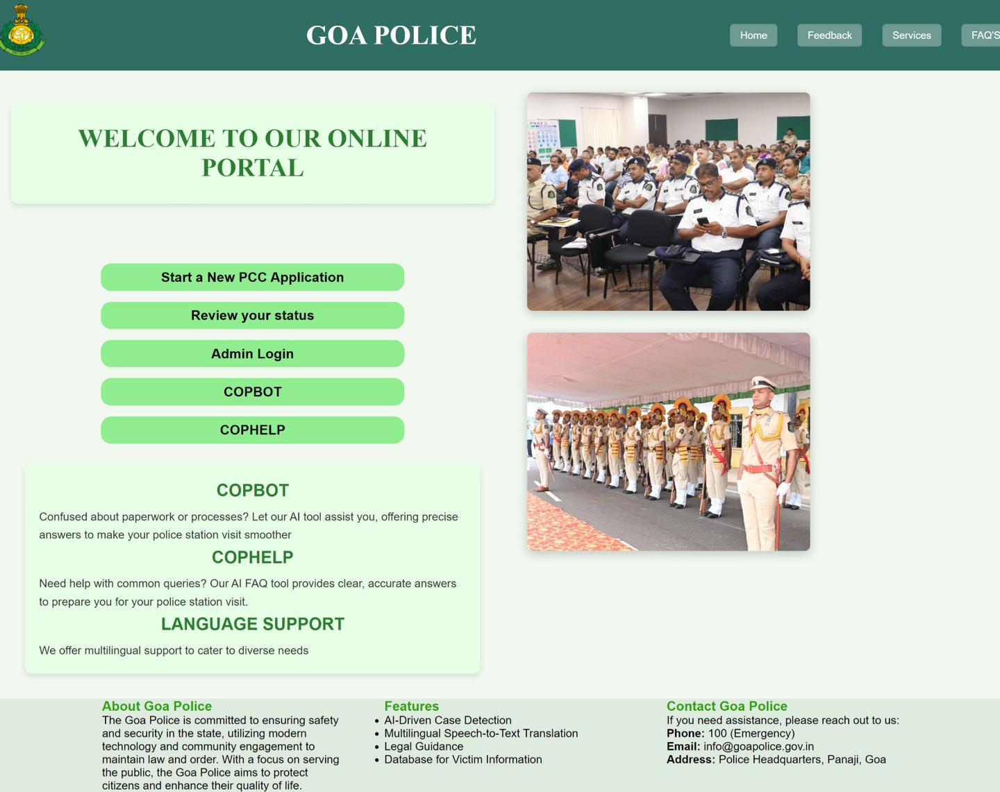 GOA POLICE
Home
Feedback
Services
FAQ'S
WELCOME TO OUR ONLINE
PORTAL
Start a New PCC Application
Review your status
Admin Login
COPBOT
COPHELP
COPBOT
Confused about paperwork or processes? Let our AI tool assist you, offering precise
answers to make your police station visit smoother
COPHELP
Need help with common queries? Our AI FAQ tool provides clear, accurate answers
to prepare you for your police station visit.
LANGUAGE SUPPORT
We offer multilingual support to cater to diverse needs
About Goa Police
The Goa Police is committed to ensuring safety
and security in the state, utilizing modern
technology and community engagement to
maintain law and order. With a focus on serving
the public, the Goa Police aims to protect
citizens and enhance their quality of life.
Features
• AI-Driven Case Detection
• Multilingual Speech-to-Text Translation
• Legal Guidance
• Database for Victim Information
Contact Goa Police
If you need assistance, please reach out to us:
Phone: 100 (Emergency)
Email: info@goapolice.gov.in
Address: Police Headquarters, Panaji, Goa